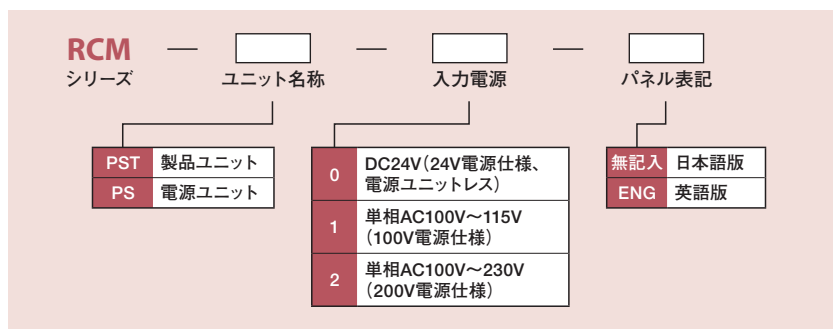 RCM — — —
シリーズ ユニット名称 入力電源 パネル表記
PST 製品ユニット
PS 電源ユニット
0 DC24V(24V電源仕様、
電源ユニットレス)
1 単相AC100V〜115V
(100V電源仕様)
2 単相AC100V〜230V
(200V電源仕様)
無記入 日本語版
ENG 英語版